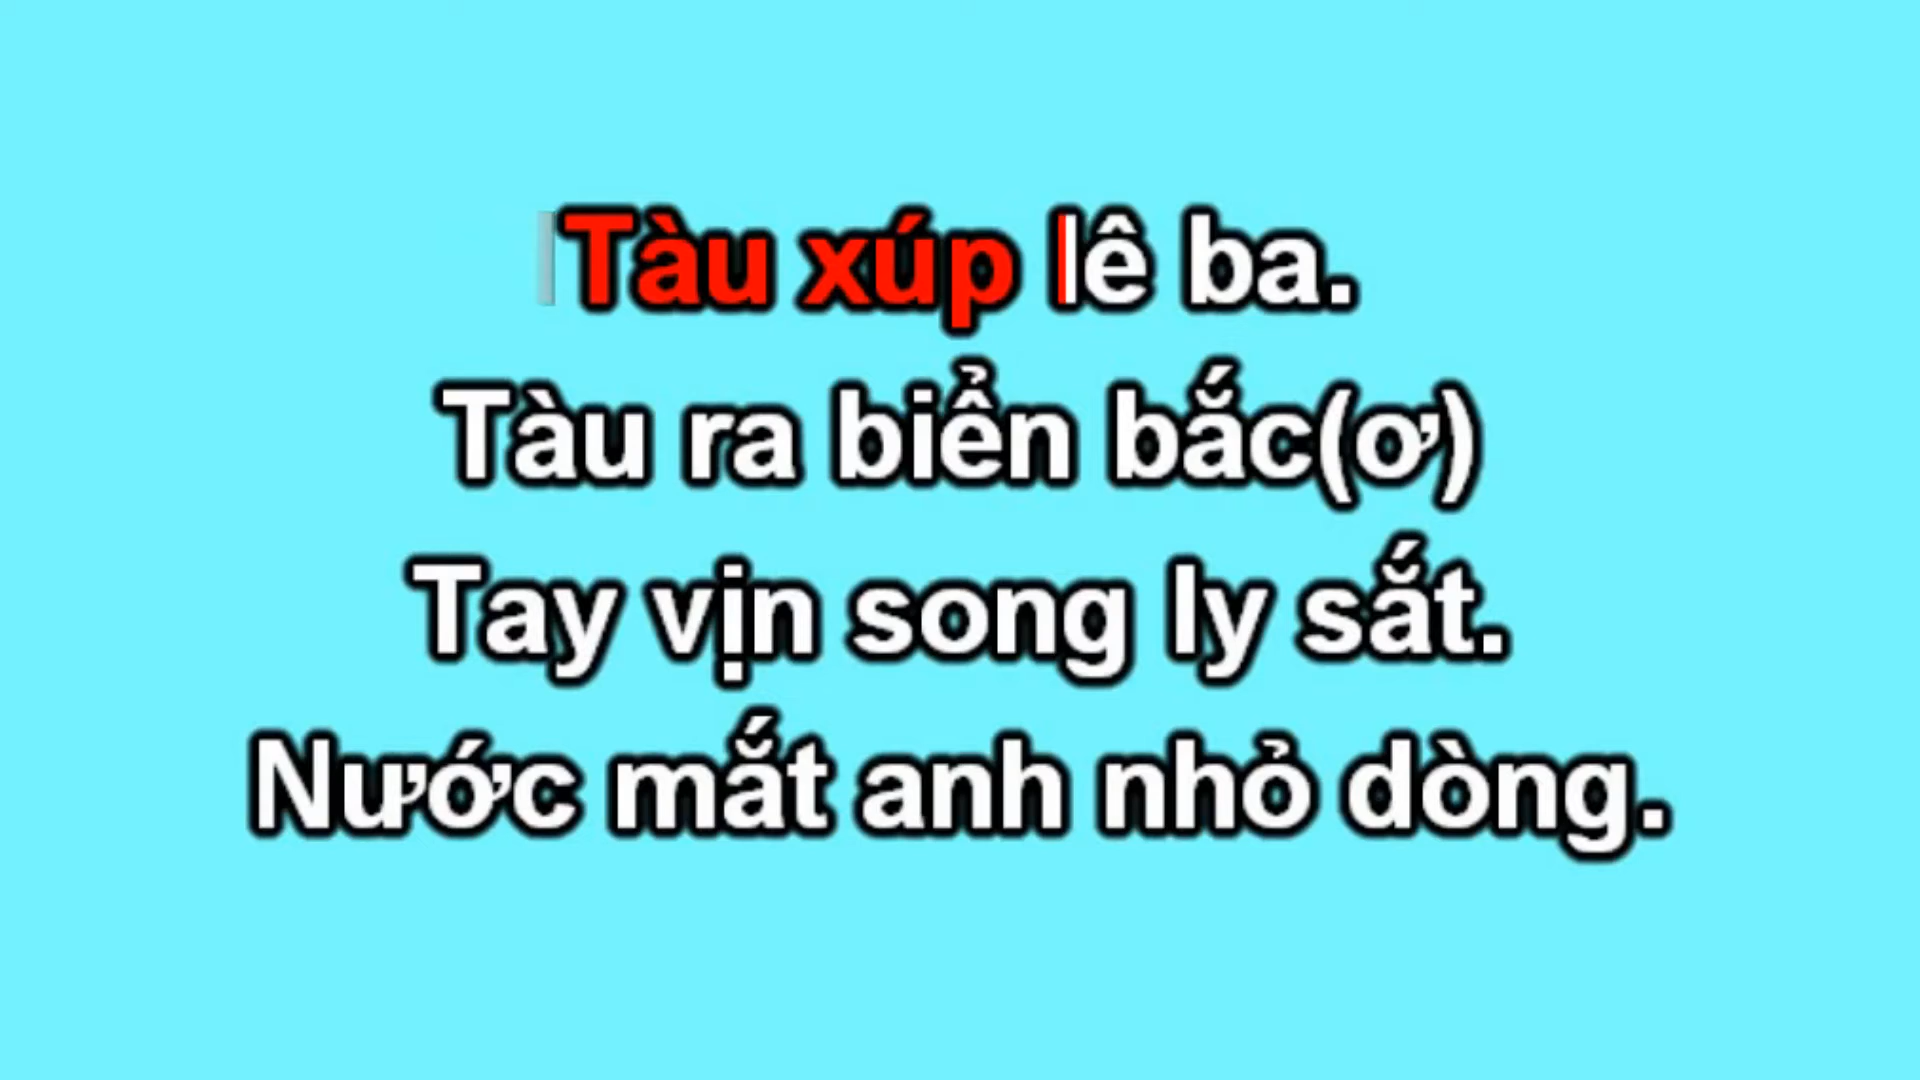 Tàu xúp lê ba.
Tàu ra biển bắc(ơ)
Tay vịn song ly sắt.
Nước mắt anh nhỏ dòng.